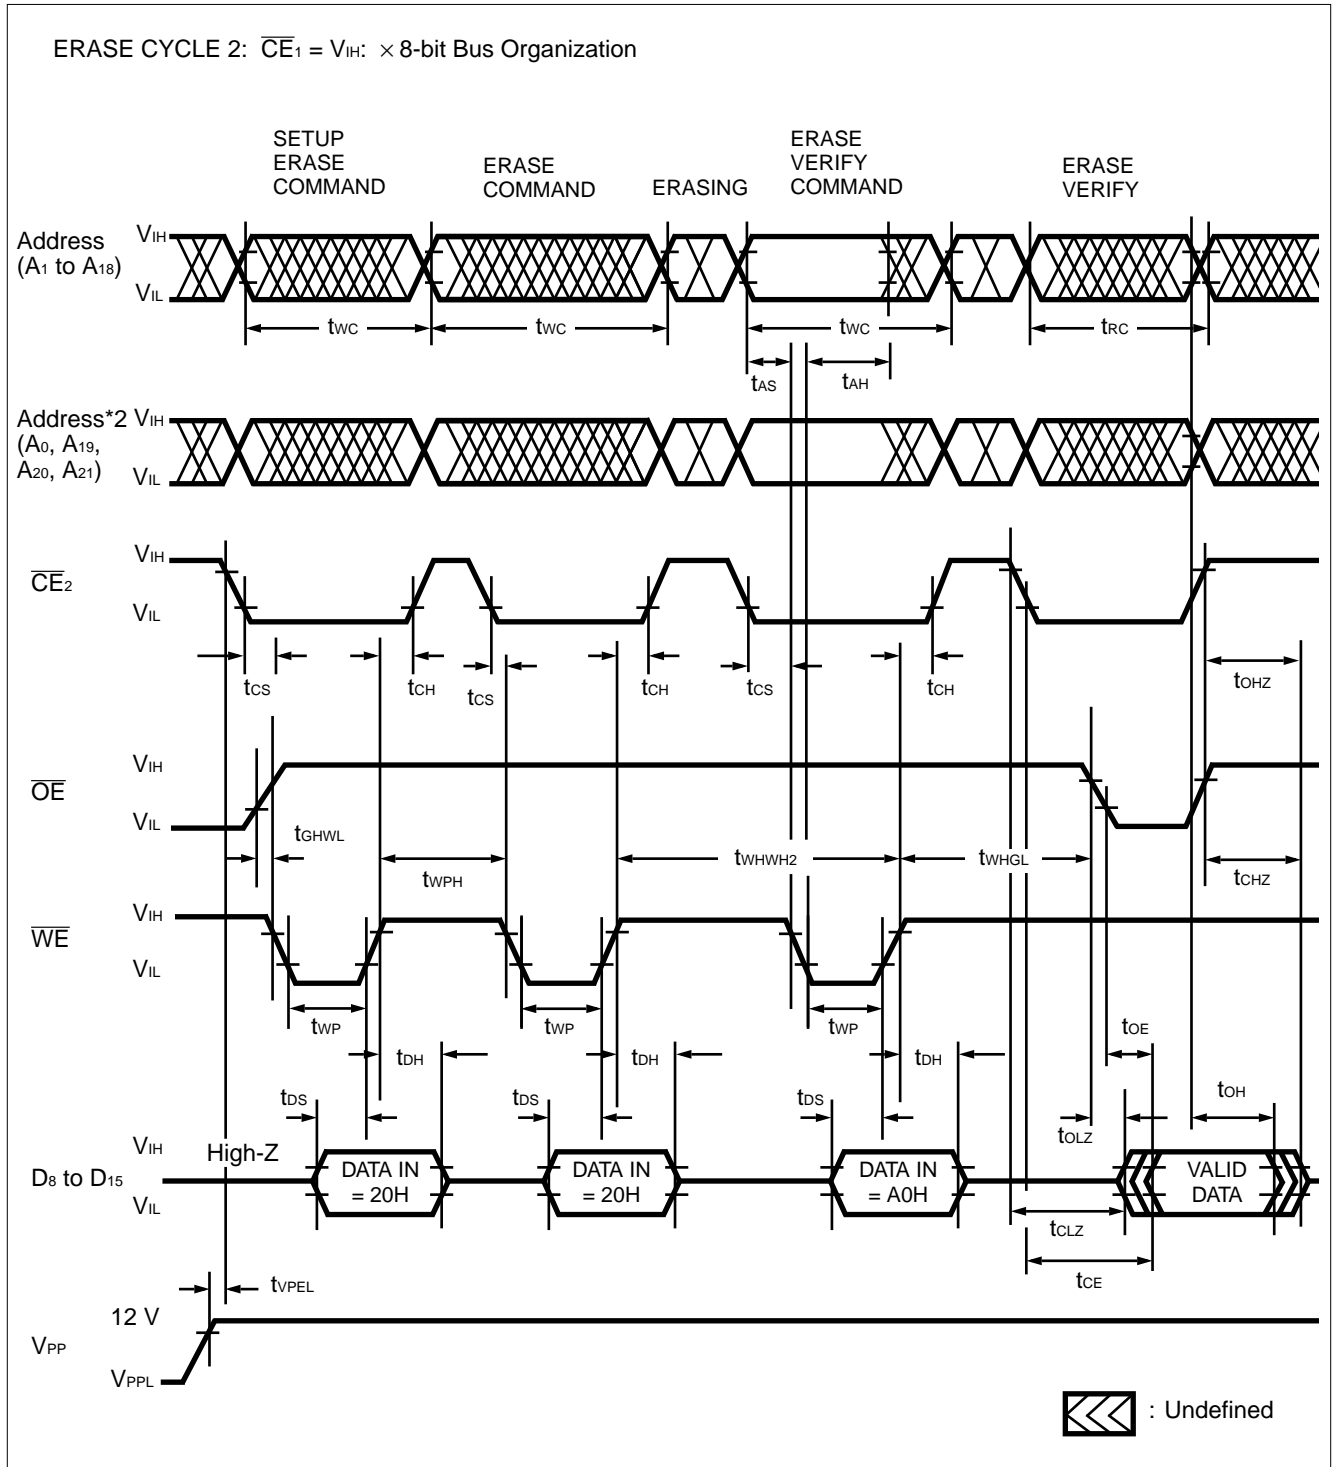 ERASE CYCLE 2: CE1 = VIH: × 8-bit Bus Organization
SETUP
ERASE
COMMAND
ERASE
COMMAND
ERASING
ERASE
VERIFY
COMMAND
ERASE
VERIFY
Address
(A1 to A18)
VIH
VIL
tWC
tWC
tWC
tRC
tAS
tAH
Address*2
(A0, A19,
A20, A21)
VIH
VIL
CE2
VIH
VIL
tCS
tCH
tCS
tCH
tCS
tCH
tOHZ
OE
VIH
VIL
tGHWL
tWPH
tWHWH2
tWHGL
tCHZ
WE
VIH
VIL
tWP
tWP
tWP
tOE
tDH
tDH
tDH
tDS
tDS
tDS
tOH
tOLZ
D8 to D15
VIH
VIL
High-Z
DATA IN
= 20H
DATA IN
= 20H
DATA IN
= A0H
VALID
DATA
tCLZ
tCE
tVPEL
VPP
12 V
VPPL
: Undefined